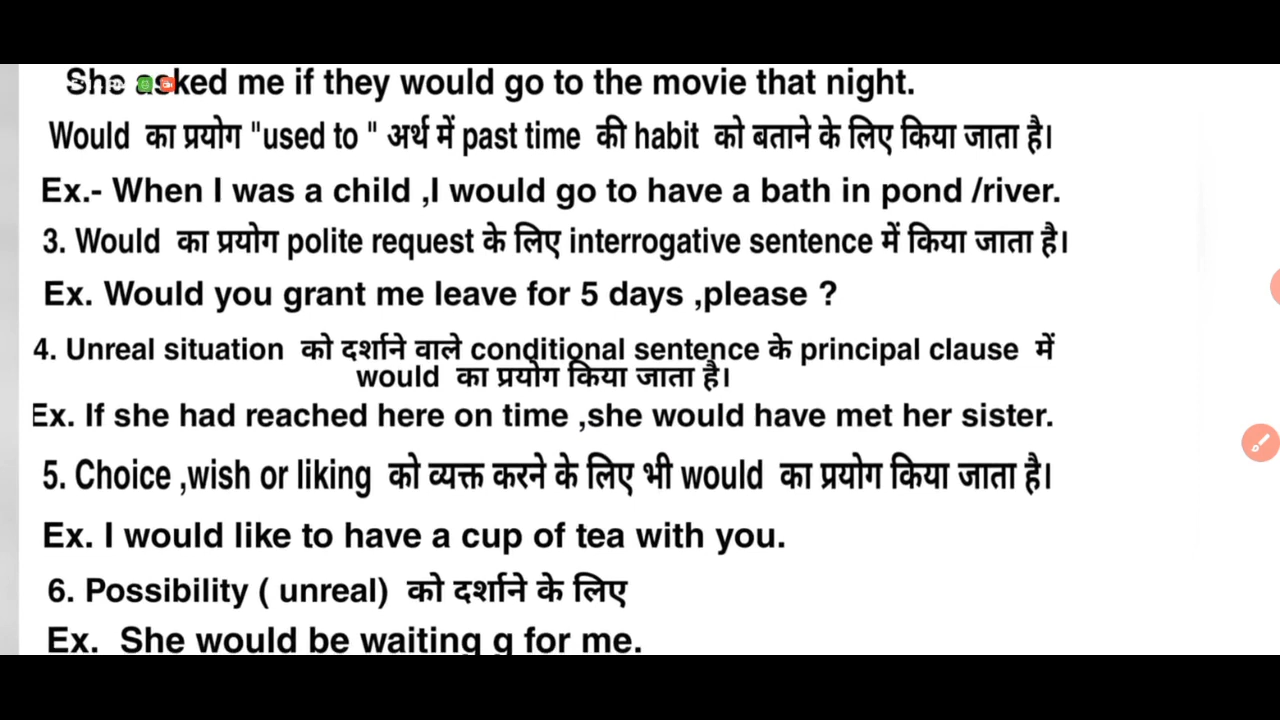 She asked me if they would go to the movie that night.
Would का प्रयोग "used to " अर्थ में past time की habit को बताने के लिए किया जाता है।
Ex.- When I was a child ,I would go to have a bath in pond /river.
3. Would का प्रयोग polite request के लिए interrogative sentence में किया जाता है।
Ex. Would you grant me leave for 5 days ,please ?
4. Unreal situation को दर्शाने वाले conditional sentence के principal clause में
would का प्रयोग किया जाता है।
Ex. If she had reached here on time ,she would have met her sister.
5. Choice ,wish or liking को व्यक्त करने के लिए भी would का प्रयोग किया जाता है।
Ex. I would like to have a cup of tea with you.
6. Possibility ( unreal) को दर्शाने के लिए
Ex. She would be waiting g for me.